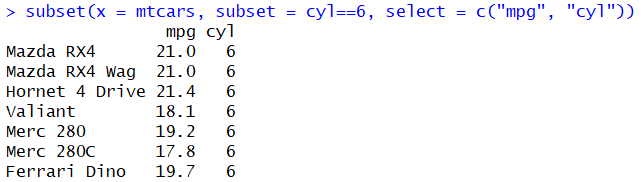 > subset(x = mtcars, subset = cyl==6, select = c("mpg", "cyl"))
mpg cyl
Mazda RX4 21.0 6
Mazda RX4 Wag 21.0 6
Hornet 4 Drive 21.4 6
Valiant 18.1 6
Merc 280 19.2 6
Merc 280C 17.8 6
Ferrari Dino 19.7 6